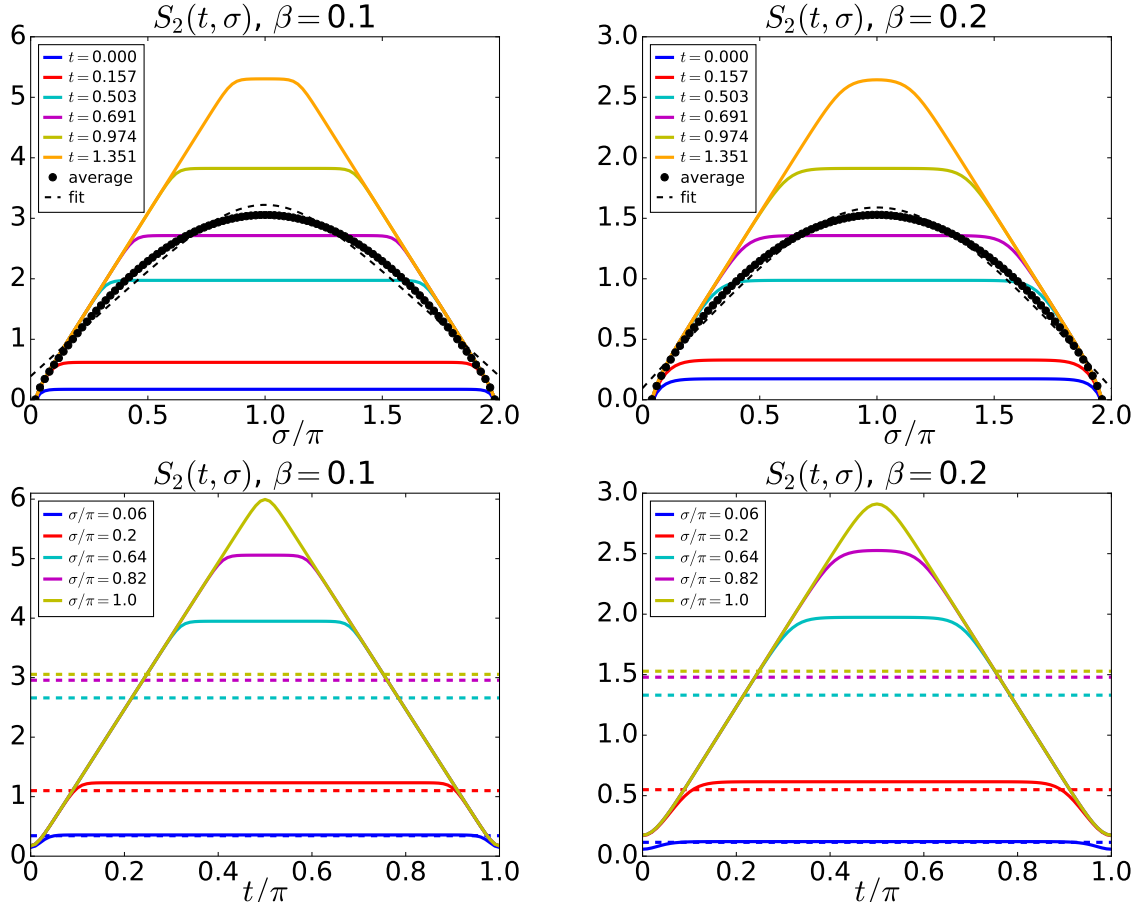 S₂(t, σ), β = 0.1
6
5
4
3
2
1
0
t = 0.000
t = 0.157
t = 0.503
t = 0.691
t = 0.974
t = 1.351
average
fit
0.0 0.5 1.0 1.5 2.0
σ/π
S₂(t, σ), β = 0.2
3.0
2.5
2.0
1.5
1.0
0.5
0.0
t = 0.000
t = 0.157
t = 0.503
t = 0.691
t = 0.974
t = 1.351
average
fit
0.0 0.5 1.0 1.5 2.0
σ/π
S₂(t, σ), β = 0.1
6
5
4
3
2
1
0
σ/π = 0.06
σ/π = 0.2
σ/π = 0.64
σ/π = 0.82
σ/π = 1.0
0.0 0.2 0.4 0.6 0.8 1.0
t/π
S₂(t, σ), β = 0.2
3.0
2.5
2.0
1.5
1.0
0.5
0.0
σ/π = 0.06
σ/π = 0.2
σ/π = 0.64
σ/π = 0.82
σ/π = 1.0
0.0 0.2 0.4 0.6 0.8 1.0
t/π